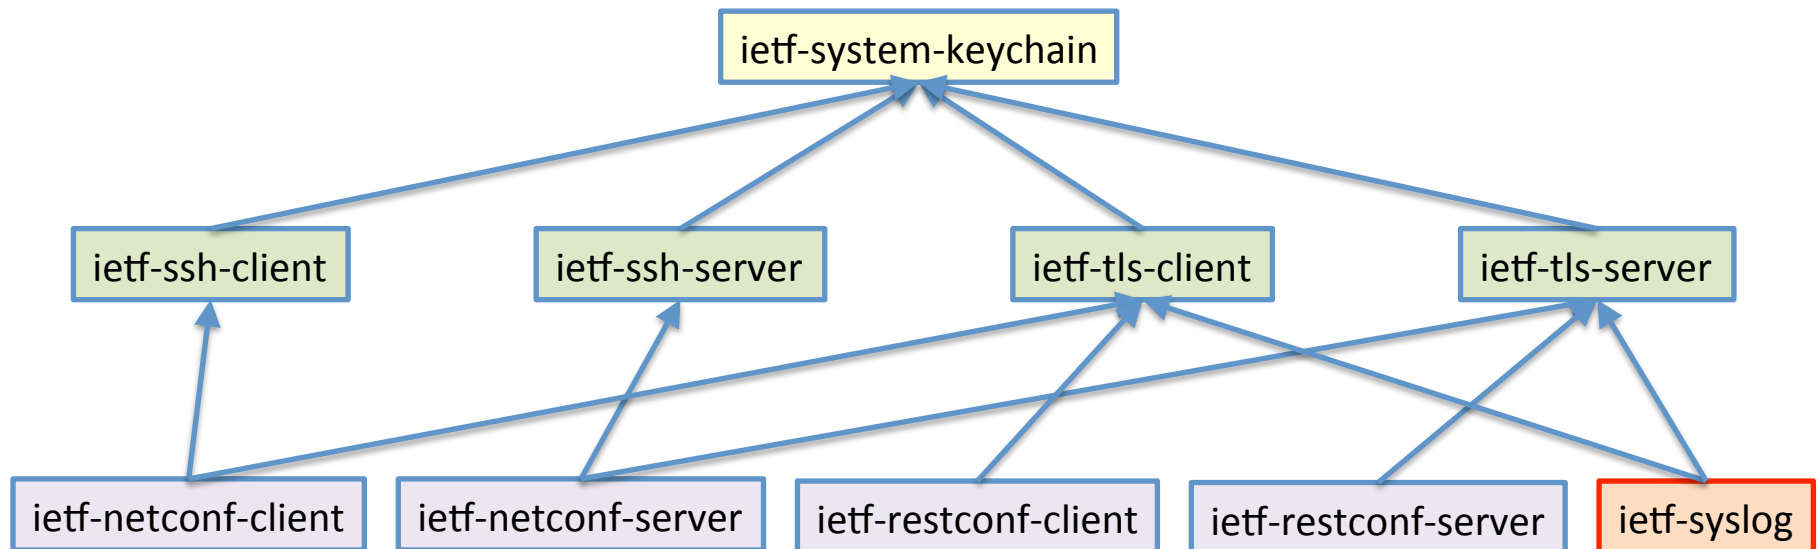 ietf-system-keychain
ietf-ssh-client
ietf-ssh-server
ietf-tls-client
ietf-tls-server
ietf-netconf-client
ietf-netconf-server
ietf-restconf-client
ietf-restconf-server
ietf-syslog